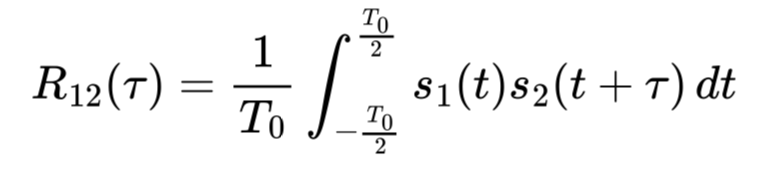 $R_{12}(\tau) = \frac{1}{T_0} \int_{-\frac{T_0}{2}}^{\frac{T_0}{2}} s_1(t) s_2(t + \tau) \, dt$